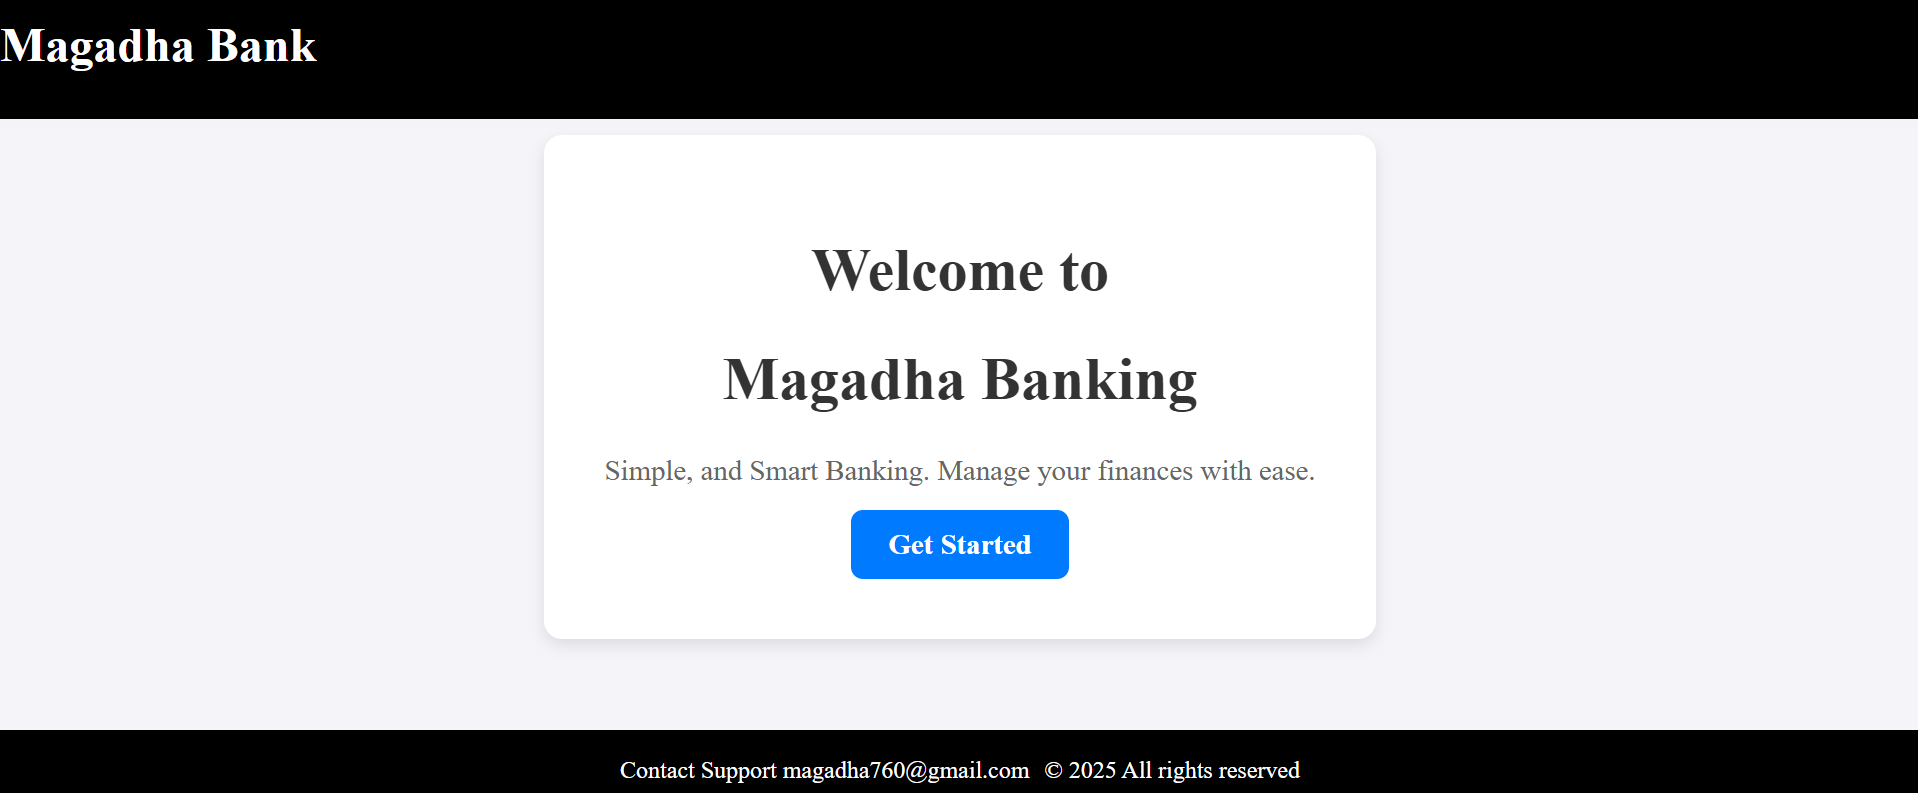 Magadha Bank
Welcome to
Magadha Banking
Simple, and Smart Banking. Manage your finances with ease.
Get Started
Contact Support magadha760@gmail.com © 2025 All rights reserved